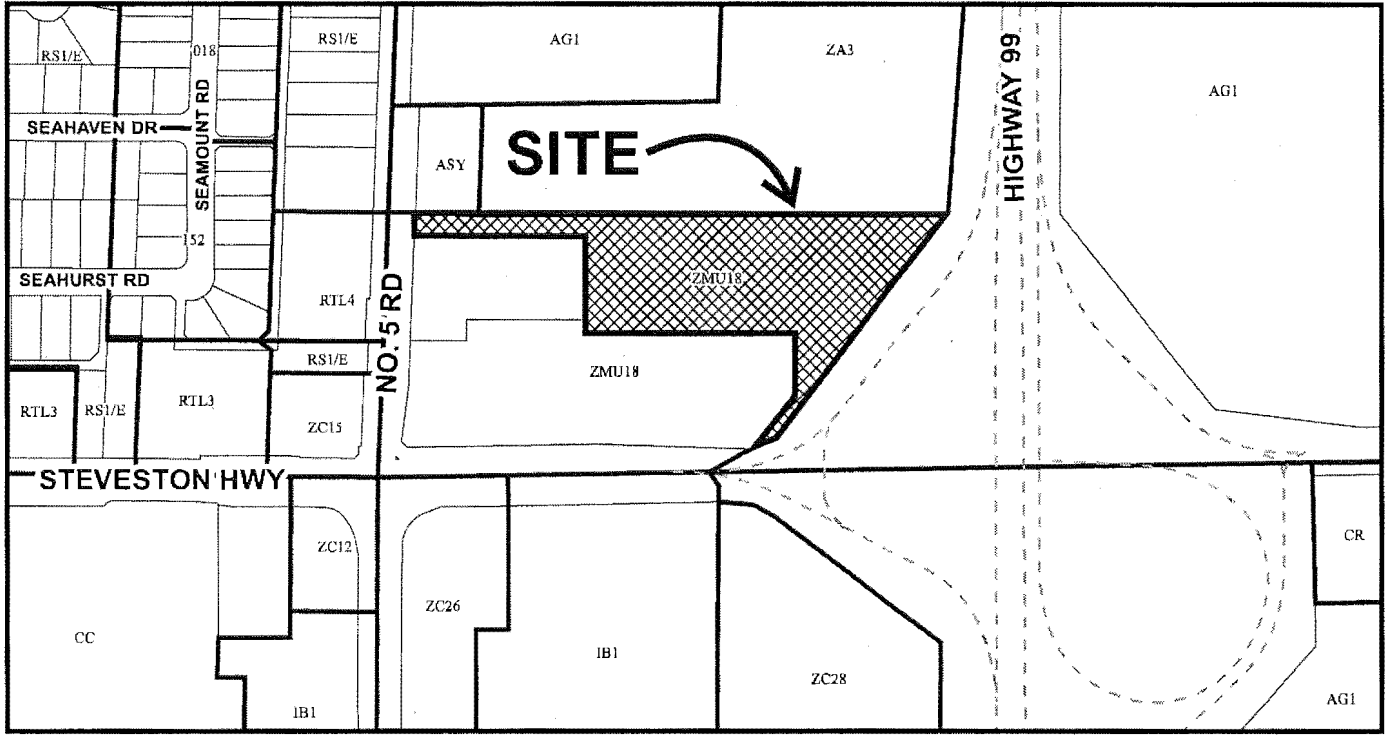 RS1/E
018
RS1/E
AG1
ZA3
HIGHWAY 99
AG1
SEAHAVEN DR
SEAMOUNT RD
ASY
SITE
152
SEAHURST RD
RTL4
NO. 5 RD
ZMU18
RS1/E
ZMU18
RTL3
RS1/E
RTL3
ZC15
STEVESTON HWY
ZC12
CR
ZC26
CC
IB1
ZC28
IB1
AG1